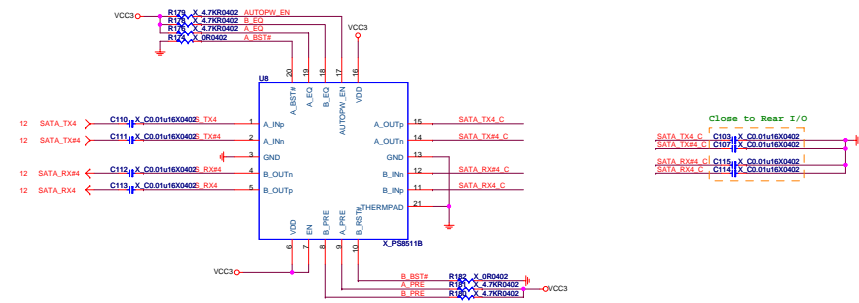 R179 X_4.7KR0402 AUTOPW_EN
VCC3
X_4.7KR0402 B_EQ
R176 X_4.7KR0402 A_EQ
R174 X_0R0402 A_BST#
VCC3
20 19 18 17 16
U8
A_BST#
A_EQ
B_EQ
AUTOPW_EN
VDD
Close to Rear I/O
12 SATA_TX4 C110 X_C0.01u16X0402 S_TX4 1 A_INp A_OUTp 15 SATA_TX4_C
12 SATA_TX#4 C111 X_C0.01u16X0402 S_TX#4 2 A_INn A_OUTn 14 SATA_TX#4_C
3 GND GND 13
12 SATA_RX#4 C112 X_C0.01u16X0402 S_RX#4 4 B_OUTn B_INn 12 SATA_RX#4_C
12 SATA_RX4 C113 X_C0.01u16X0402 S_RX4 5 B_OUTp B_INp 11 SATA_RX4_C
THERMPAD 21
SATA_TX4_C C103 X_C0.01u16X0402
SATA_TX#4_C C107 X_C0.01u16X0402
SATA_RX#4_C C115 X_C0.01u16X0402
SATA_RX4_C C114 X_C0.01u16X0402
VDD
EN
B_PRE
A_PRE
B_RST#
X_PS8511B
6 7 8 9 10
VCC3
B_BST# R182 X_0R0402
A_PRE R181 X_4.7KR0402
VCC3
B_PRE R180 X_4.7KR0402